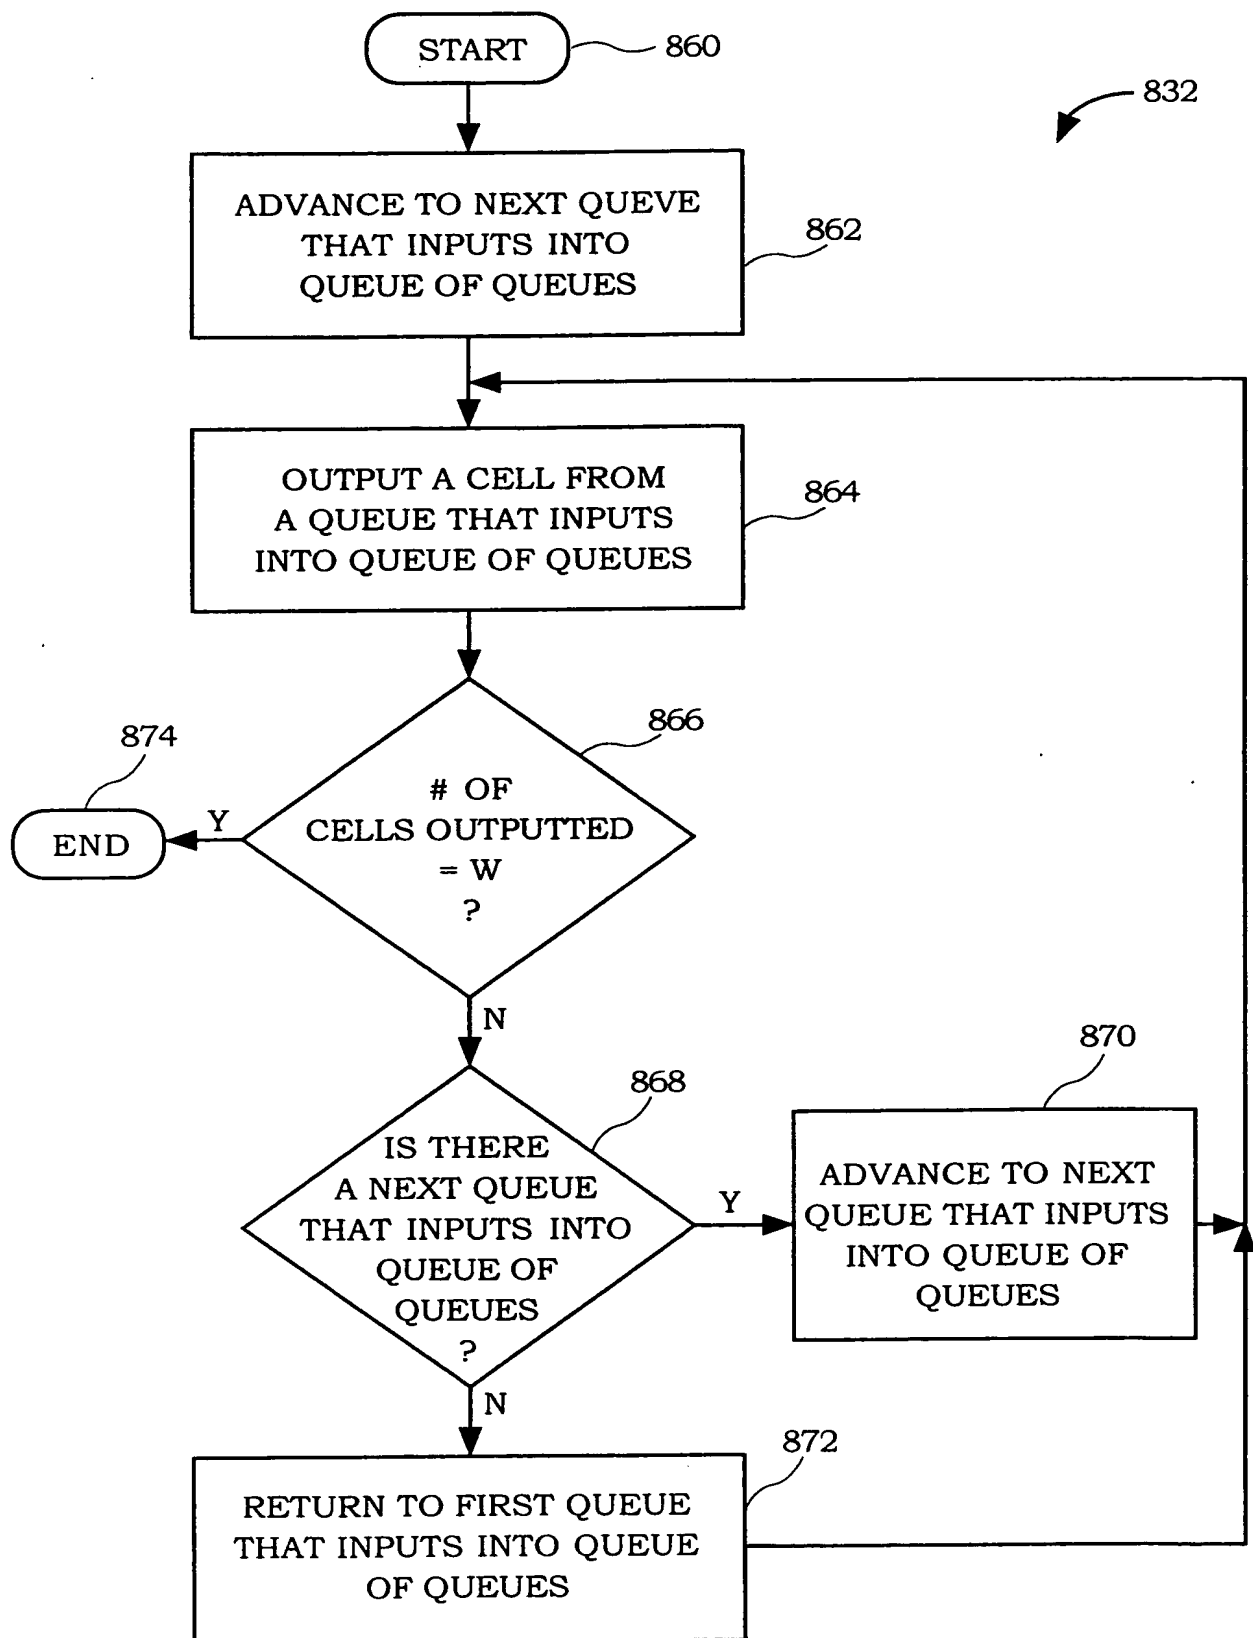 START
860
832
ADVANCE TO NEXT QUEVE
THAT INPUTS INTO
QUEUE OF QUEUES
862
OUTPUT A CELL FROM
A QUEUE THAT INPUTS
INTO QUEUE OF QUEUES
864
866
# OF
CELLS OUTPUTTED
= W
?
874
Y
END
N
868
IS THERE
A NEXT QUEUE
THAT INPUTS INTO
QUEUE OF
QUEUES
?
Y
870
ADVANCE TO NEXT
QUEUE THAT INPUTS
INTO QUEUE OF
QUEUES
N
872
RETURN TO FIRST QUEUE
THAT INPUTS INTO QUEUE
OF QUEUES